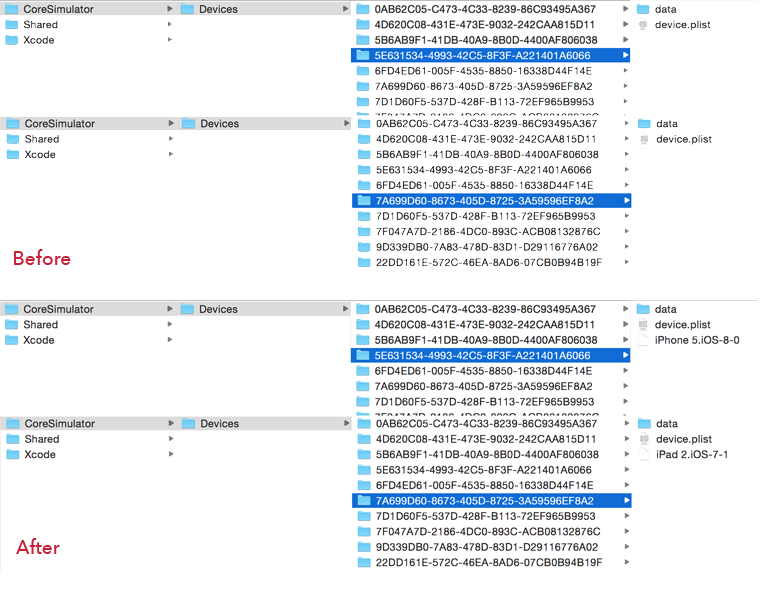 CoreSimulator Devices 0AB62C05-C473-4C33-8239-86C93495A367 data
Shared 4D620C08-431E-473E-9032-242CAA815D11 device.plist
Xcode 5B6AB9F1-41DB-40A9-8B0D-4400AF806038
5E631534-4993-42C5-8F3F-A221401A6066
6FD4ED61-005F-4535-8850-16338D44F14E
7A699D60-8673-405D-8725-3A59596EF8A2
7D1D60F5-537D-428F-B113-72EF965B9953
CoreSimulator Devices 0AB62C05-C473-4C33-8239-86C93495A367 data
Shared 4D620C08-431E-473E-9032-242CAA815D11 device.plist
Xcode 5B6AB9F1-41DB-40A9-8B0D-4400AF806038
5E631534-4993-42C5-8F3F-A221401A6066
6FD4ED61-005F-4535-8850-16338D44F14E
7A699D60-8673-405D-8725-3A59596EF8A2
7D1D60F5-537D-428F-B113-72EF965B9953
7F047A7D-2186-4DC0-893C-ACB08132876C
9D339DB0-7A83-478D-83D1-D29116776A02
22DD161E-572C-46EA-8AD6-07CB0B94B19F
Before
CoreSimulator Devices 0AB62C05-C473-4C33-8239-86C93495A367 data
Shared 4D620C08-431E-473E-9032-242CAA815D11 device.plist
Xcode 5B6AB9F1-41DB-40A9-8B0D-4400AF806038 iPhone 5.iOS-8-0
5E631534-4993-42C5-8F3F-A221401A6066
6FD4ED61-005F-4535-8850-16338D44F14E
7A699D60-8673-405D-8725-3A59596EF8A2
7D1D60F5-537D-428F-B113-72EF965B9953
CoreSimulator Devices 0AB62C05-C473-4C33-8239-86C93495A367 data
Shared 4D620C08-431E-473E-9032-242CAA815D11 device.plist
Xcode 5B6AB9F1-41DB-40A9-8B0D-4400AF806038 iPad 2.iOS-7-1
5E631534-4993-42C5-8F3F-A221401A6066
6FD4ED61-005F-4535-8850-16338D44F14E
7A699D60-8673-405D-8725-3A59596EF8A2
7D1D60F5-537D-428F-B113-72EF965B9953
7F047A7D-2186-4DC0-893C-ACB08132876C
9D339DB0-7A83-478D-83D1-D29116776A02
22DD161E-572C-46EA-8AD6-07CB0B94B19F
After